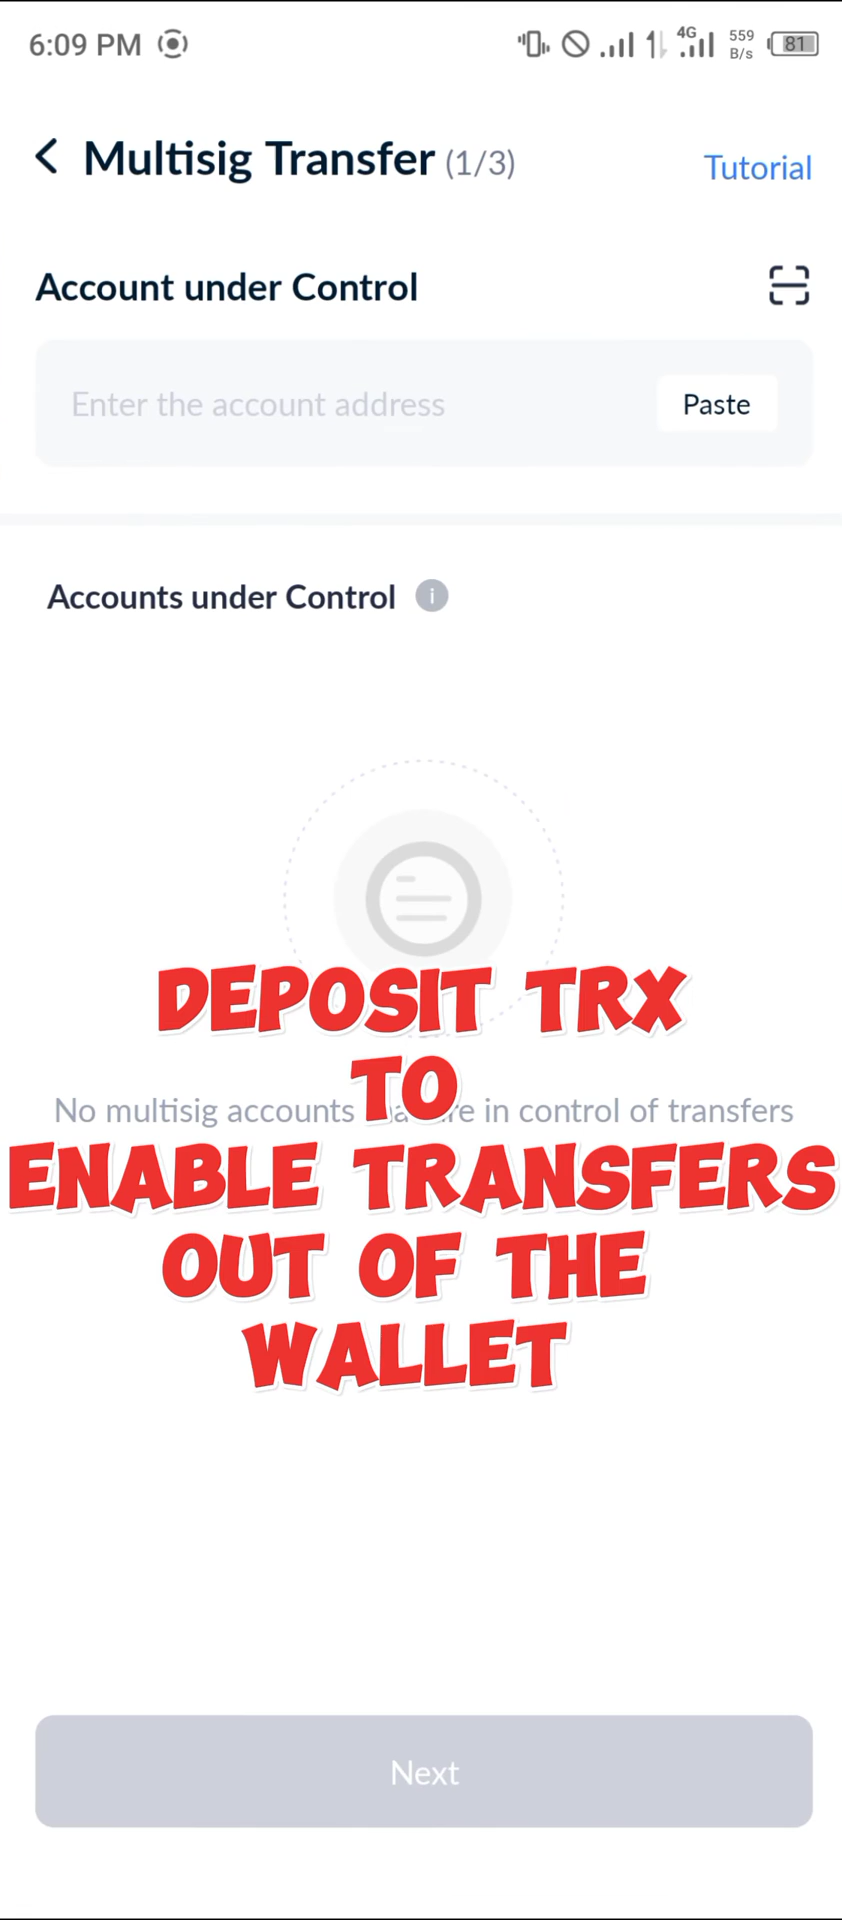 6:09 PM 4G 559 B/s 81
Multisig Transfer (1/3) Tutorial
Account under Control
Enter the account address Paste
Accounts under Control i
DEPOSIT TRX
TO
No multisig accounts in control of transfers
ENABLE TRANSFERS
OUT OF THE
WALLET
Next